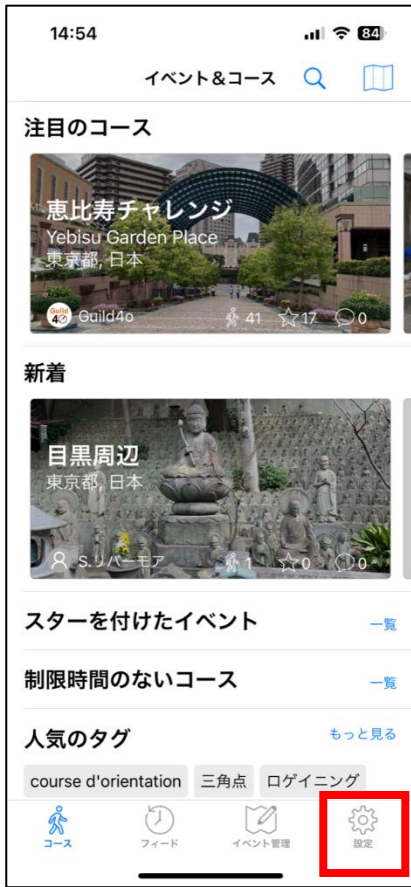 14:54
84
イベント&コース
注目のコース
恵比寿チャレンジ
Yebisu Garden Place
東京都, 日本
Guild4o
41 17 0
新着
目黒周辺
東京都, 日本
S.リバーモア
1 0 0
スターを付けたイベント 一覧
制限時間のないコース 一覧
人気のタグ もっと見る
course d'orientation 三角点 ロゲイニング
コース フィード イベント管理 設定